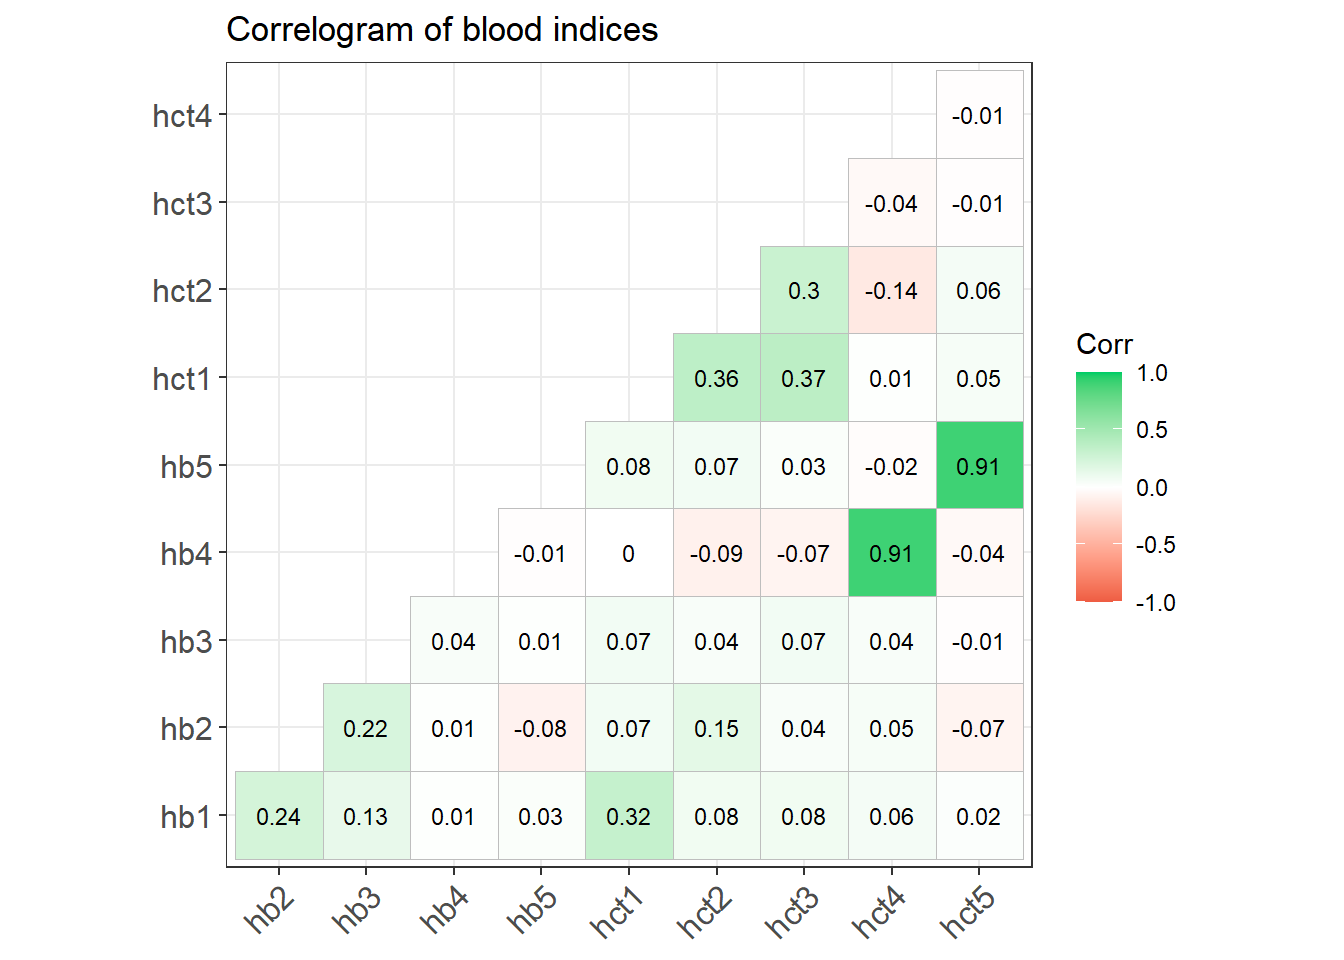 Correlogram of blood indices
hct4 -0.01
hct3 -0.04 -0.01
hct2 0.3 -0.14 0.06
hct1 0.36 0.37 0.01 0.05
hb5 0.08 0.07 0.03 -0.02 0.91
hb4 -0.01 0 -0.09 -0.07 0.91 -0.04
hb3 0.04 0.01 0.07 0.04 0.07 0.04 -0.01
hb2 0.22 0.01 -0.08 0.07 0.15 0.04 0.05 -0.07
hb1 0.24 0.13 0.01 0.03 0.32 0.08 0.08 0.06 0.02
hb2 hb3 hb4 hb5 hct1 hct2 hct3 hct4 hct5
Corr
1.0
0.5
0.0
-0.5
-1.0